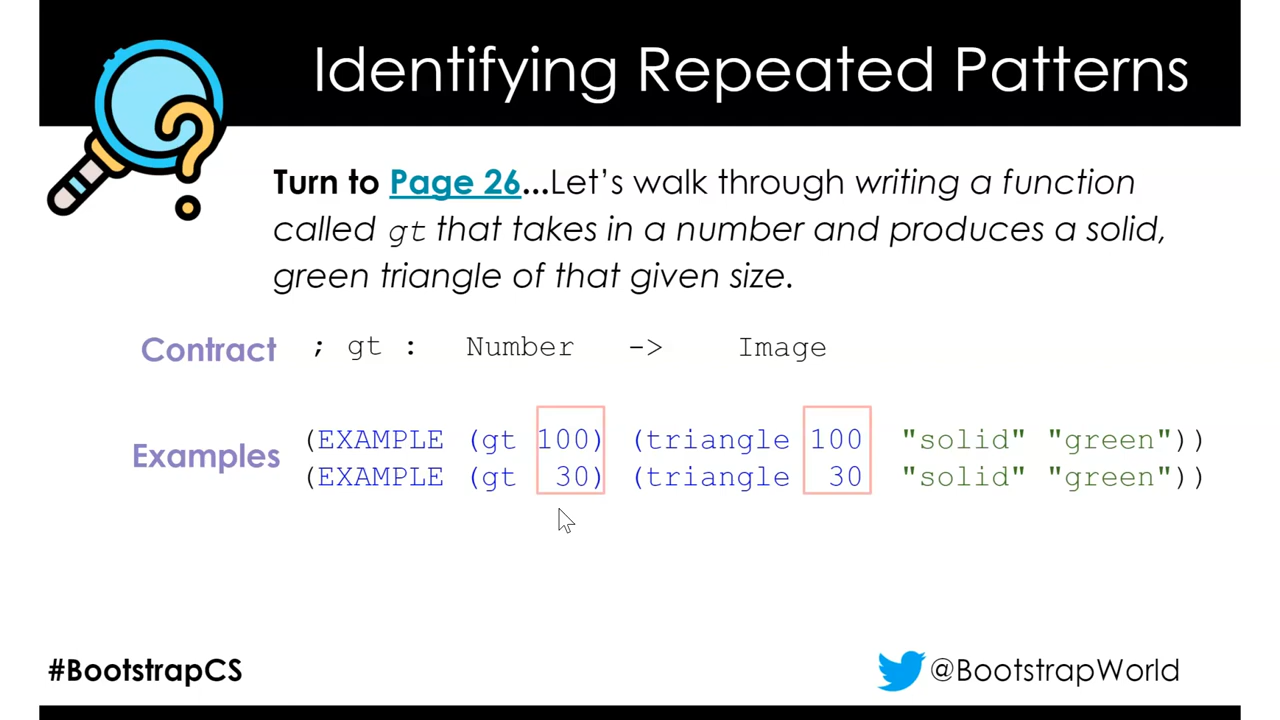 Identifying Repeated Patterns
Turn to Page 26...Let's walk through writing a function
called gt that takes in a number and produces a solid,
green triangle of that given size.
Contract ; gt : Number -> Image
Examples
(EXAMPLE (gt 100) (triangle 100 "solid" "green"))
(EXAMPLE (gt 30) (triangle 30 "solid" "green"))
#BootstrapCS @BootstrapWorld